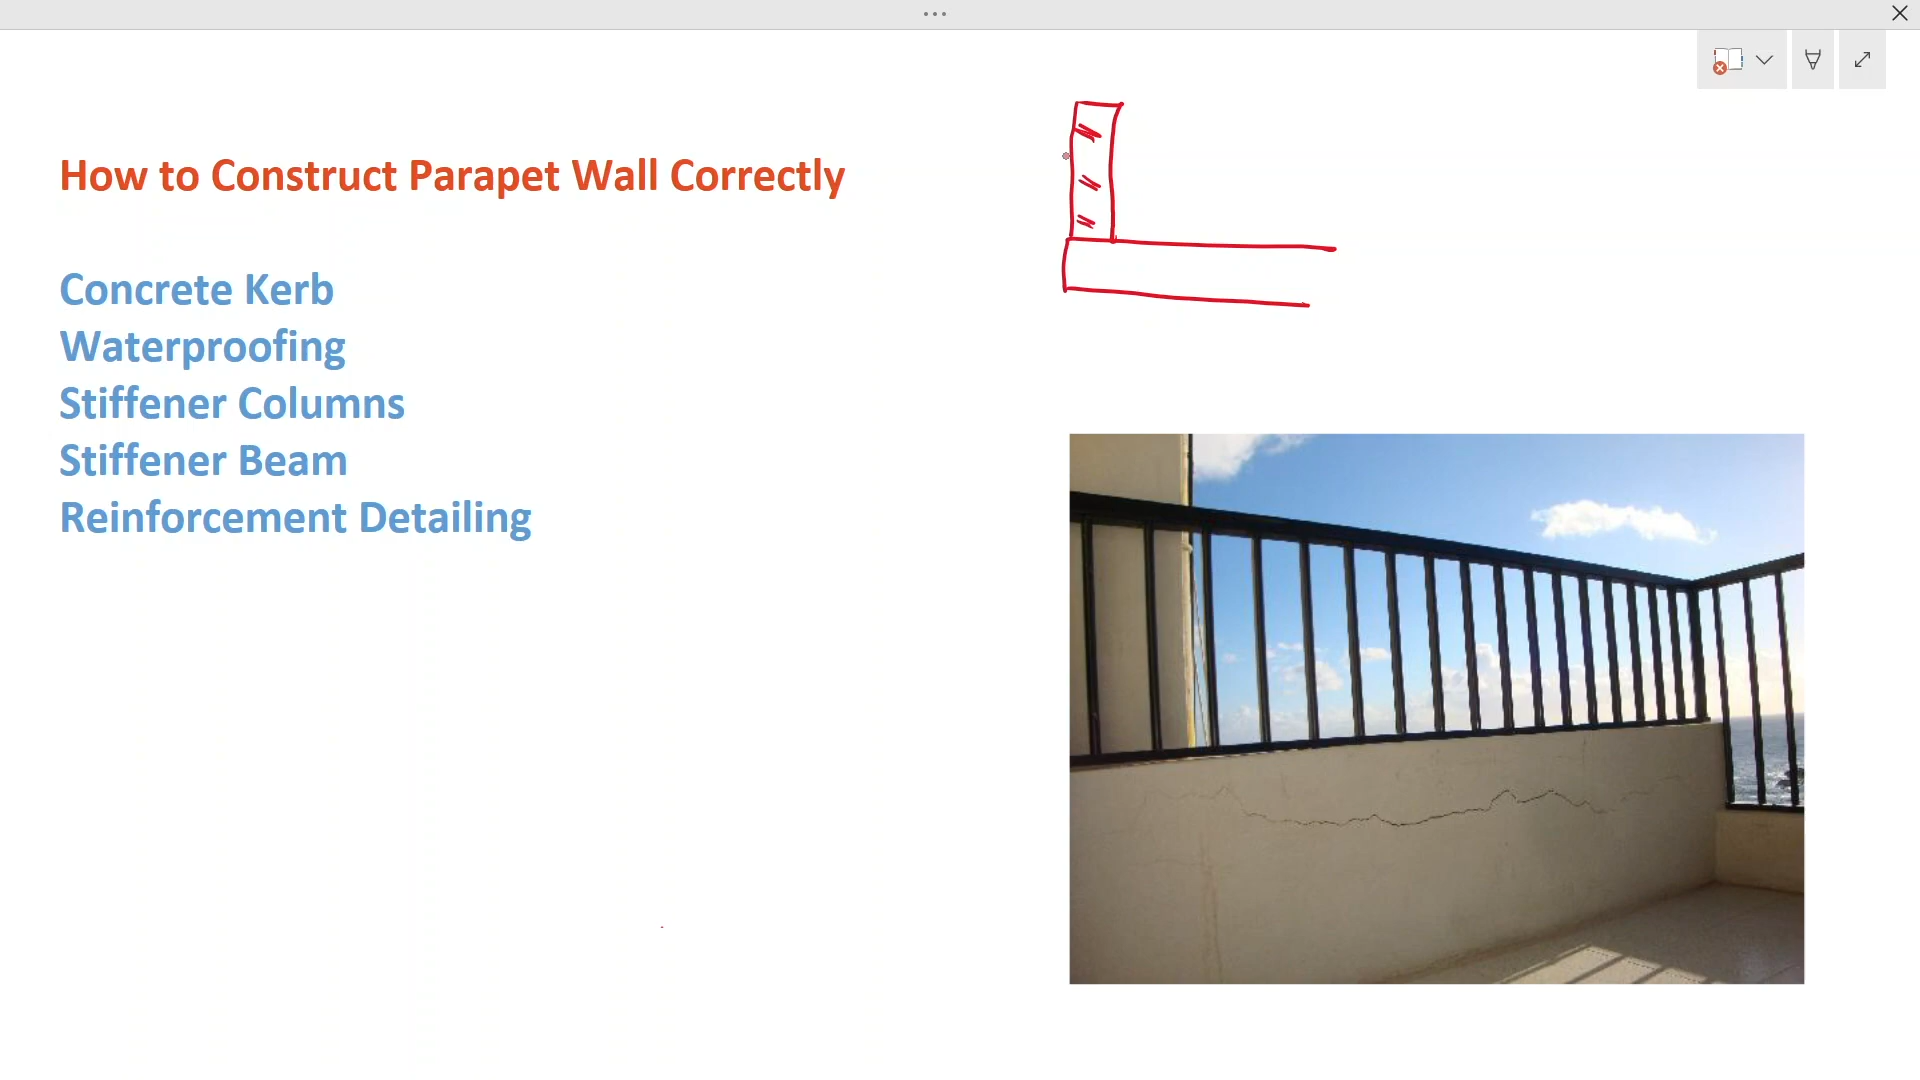 How to Construct Parapet Wall Correctly
Concrete Kerb
Waterproofing
Stiffener Columns
Stiffener Beam
Reinforcement Detailing